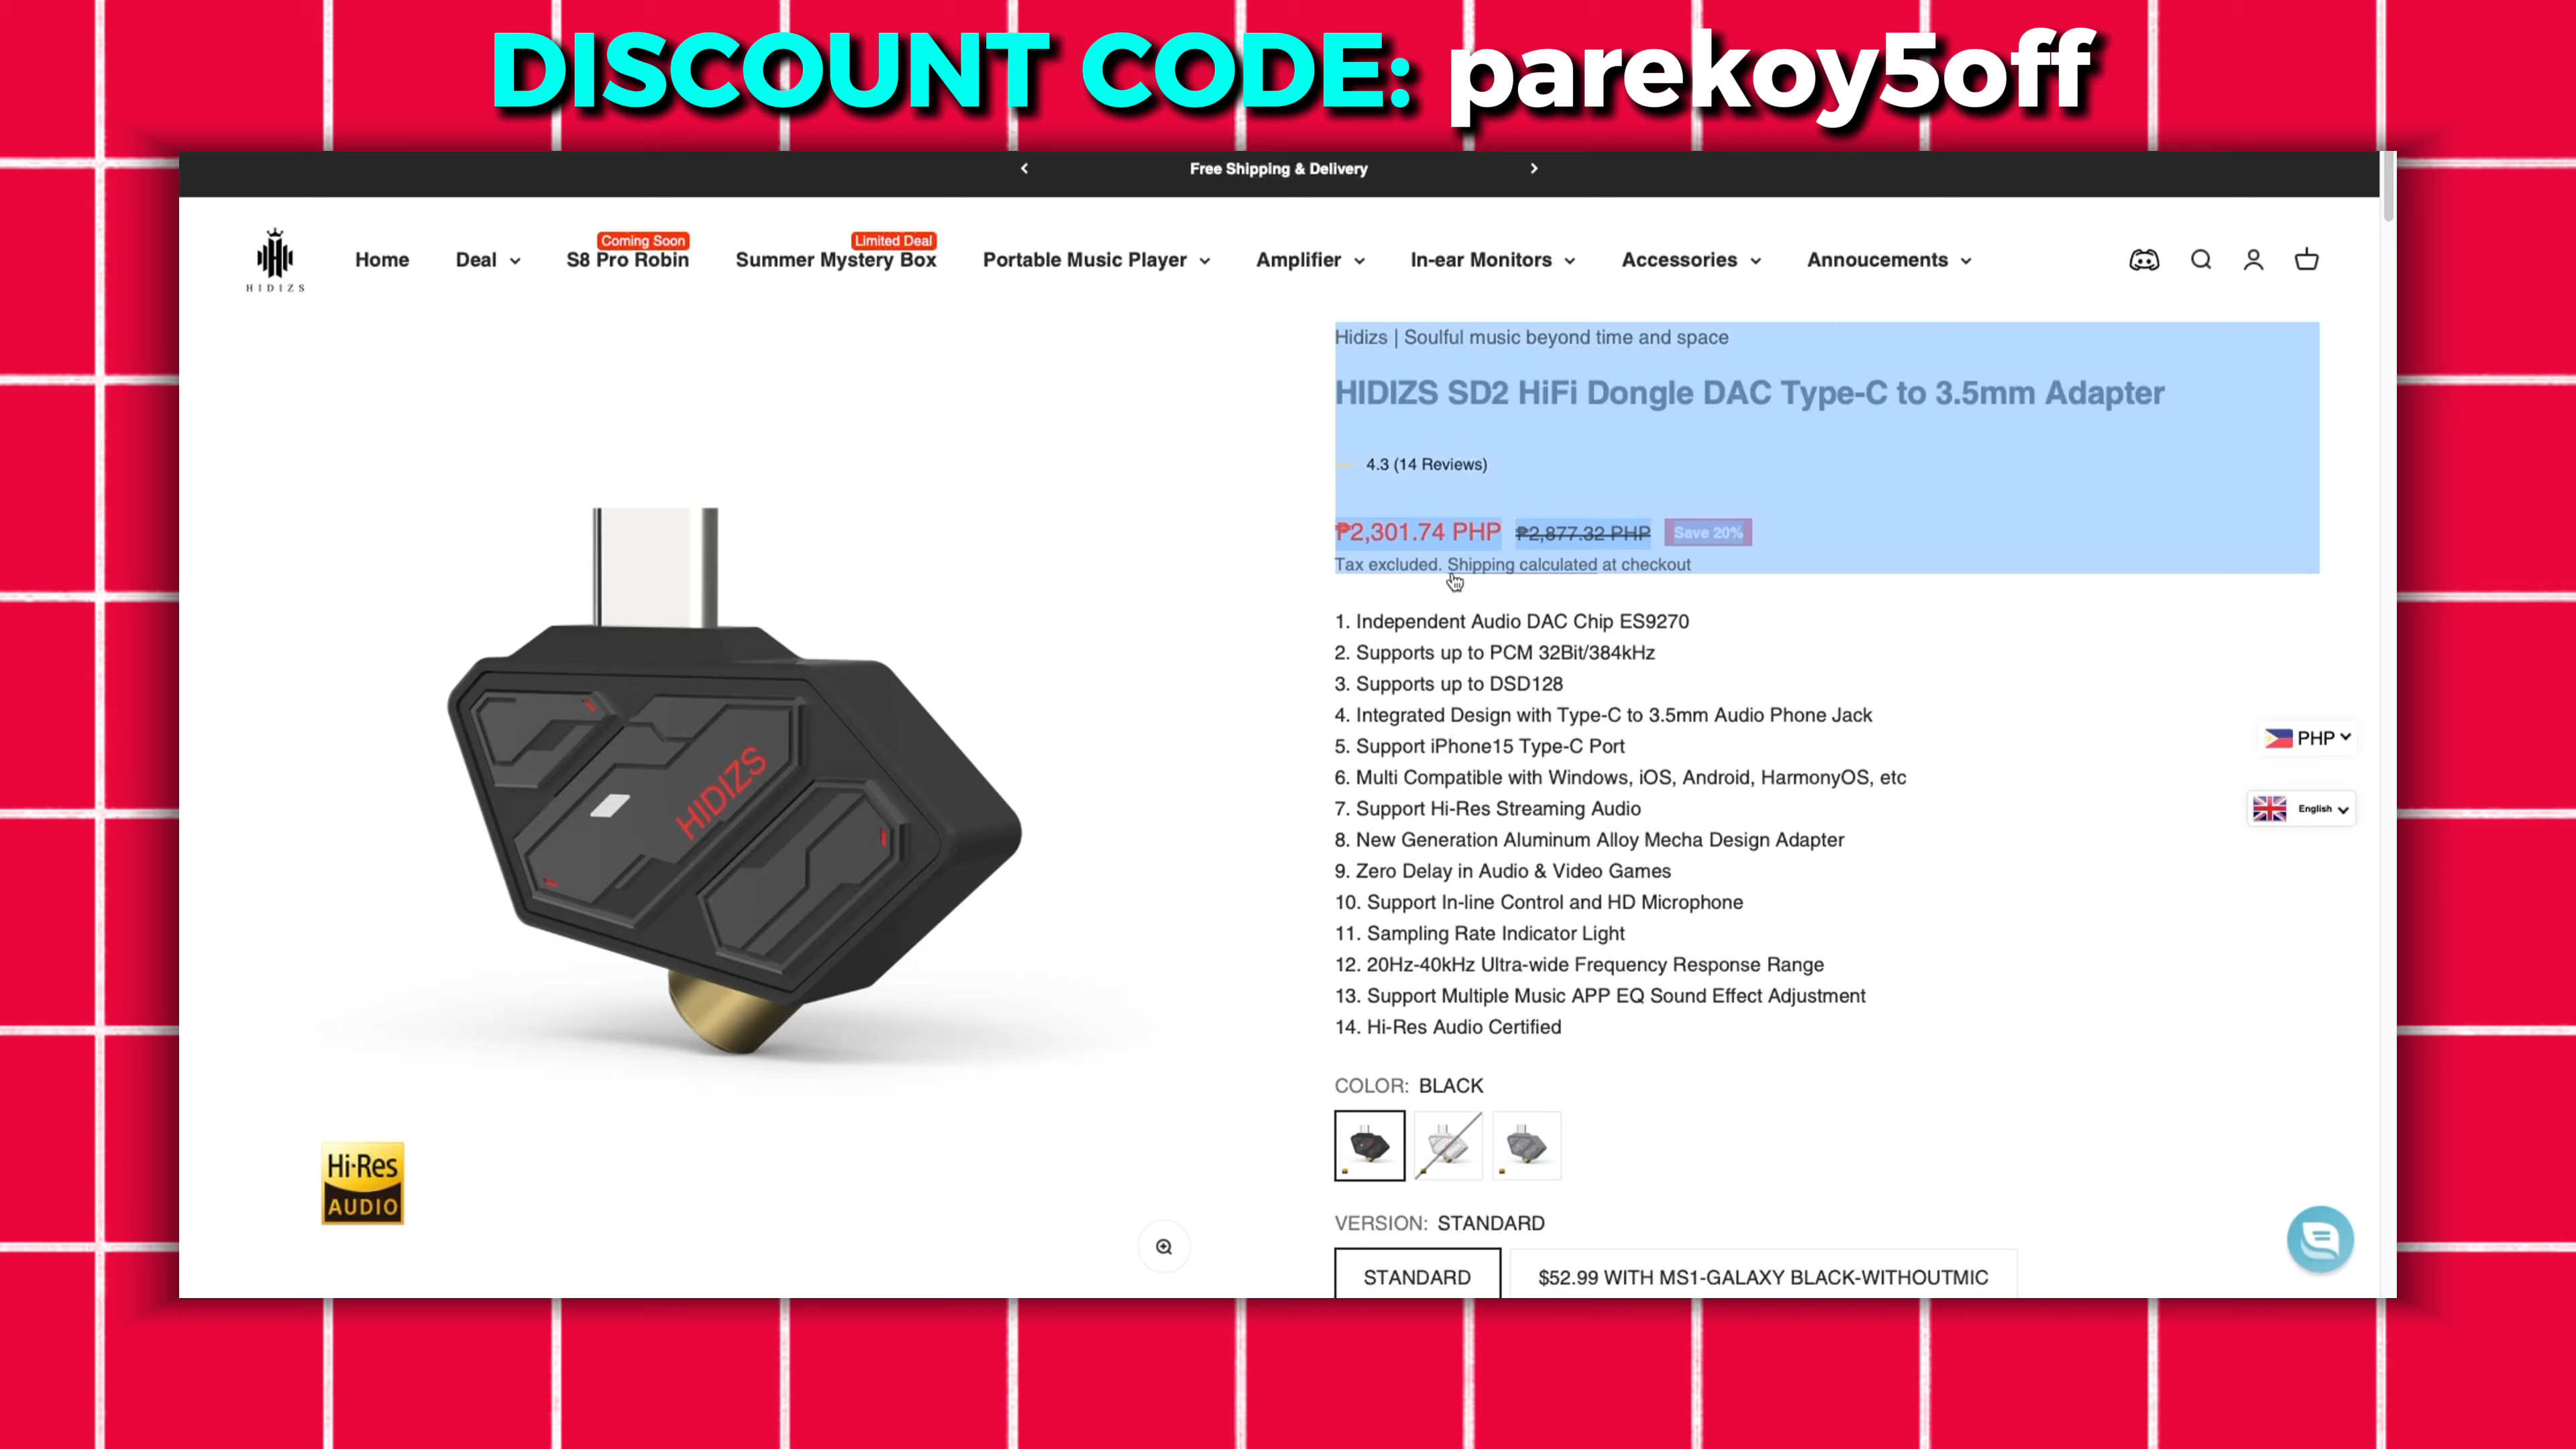 DISCOUNT CODE: parekoy5off
Free Shipping & Delivery
HIDIZS
Home
Deal
Coming Soon
S8 Pro Robin
Limited Deal
Summer Mystery Box
Portable Music Player
Amplifier
In-ear Monitors
Accessories
Annoucements
Hidizs | Soulful music beyond time and space
HIDIZS SD2 HiFi Dongle DAC Type-C to 3.5mm Adapter
4.3 (14 Reviews)
₱2,301.74 PHP ₱2,877.32 PHP Save 20%
Tax excluded. Shipping calculated at checkout
1. Independent Audio DAC Chip ES9270
2. Supports up to PCM 32Bit/384kHz
3. Supports up to DSD128
4. Integrated Design with Type-C to 3.5mm Audio Phone Jack
5. Support iPhone15 Type-C Port
6. Multi Compatible with Windows, iOS, Android, HarmonyOS, etc
7. Support Hi-Res Streaming Audio
8. New Generation Aluminum Alloy Mecha Design Adapter
9. Zero Delay in Audio & Video Games
10. Support In-line Control and HD Microphone
11. Sampling Rate Indicator Light
12. 20Hz-40kHz Ultra-wide Frequency Response Range
13. Support Multiple Music APP EQ Sound Effect Adjustment
14. Hi-Res Audio Certified
COLOR: BLACK
VERSION: STANDARD
STANDARD
$52.99 WITH MS1-GALAXY BLACK-WITHOUTMIC
PHP
English
HIDIZS
Hi-Res
AUDIO